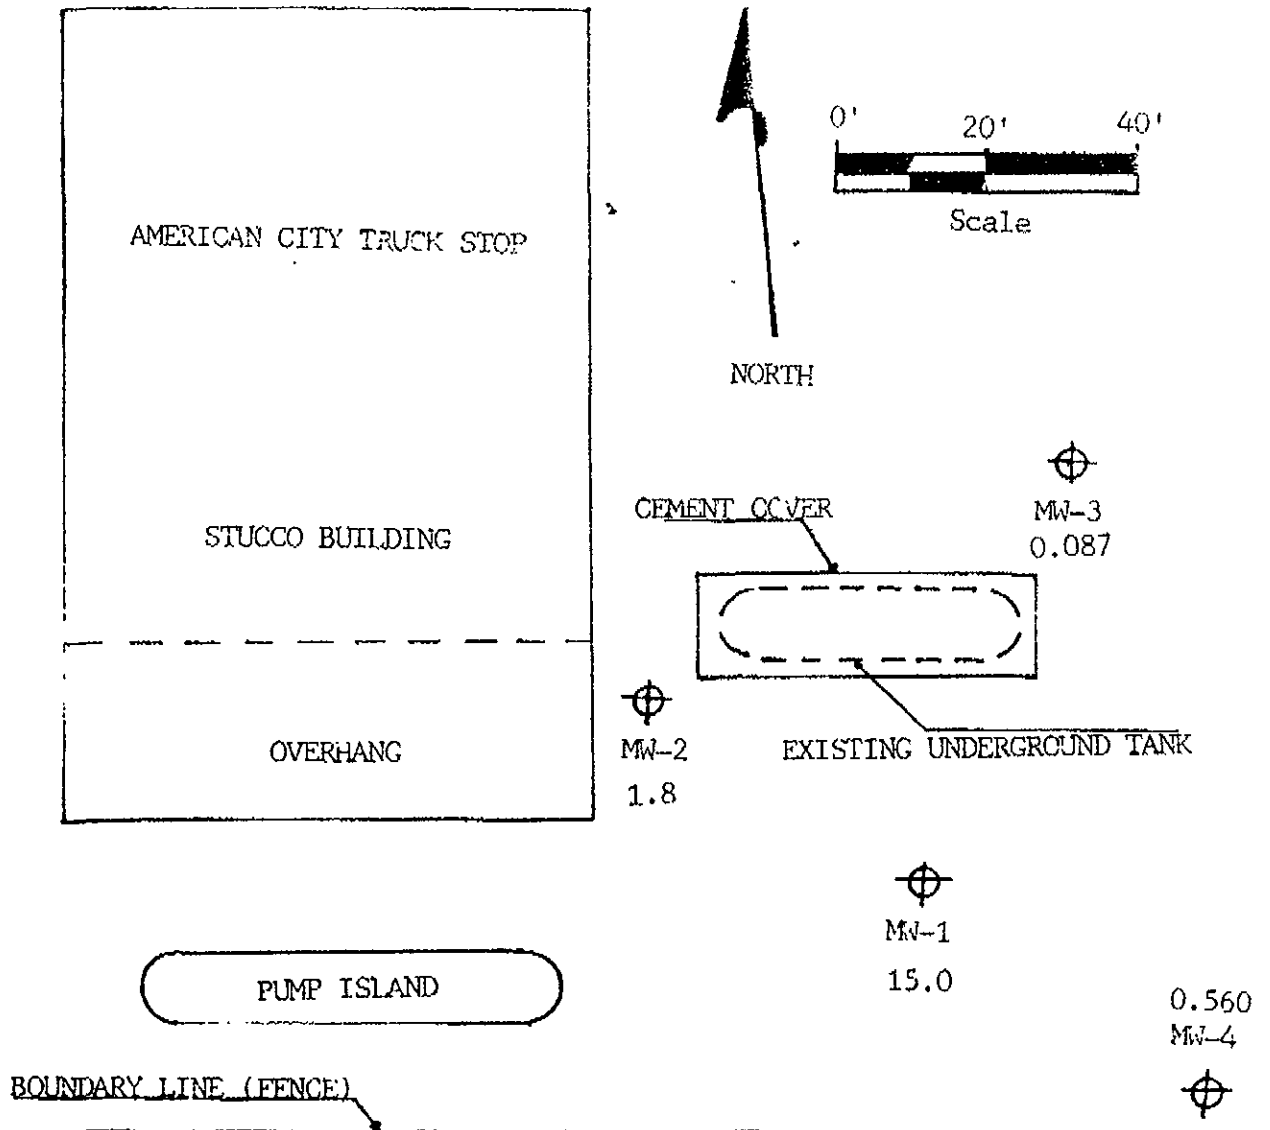 0' 20' 40'
Scale
AMERICAN CITY TRUCK STOP
NORTH
CEMENT COVER
MW-3
0.087
STUCCO BUILDING
OVERHANG
MW-2
1.8
EXISTING UNDERGROUND TANK
MW-1
15.0
PUMP ISLAND
0.560
MW-4
BOUNDARY LINE (FENCE)